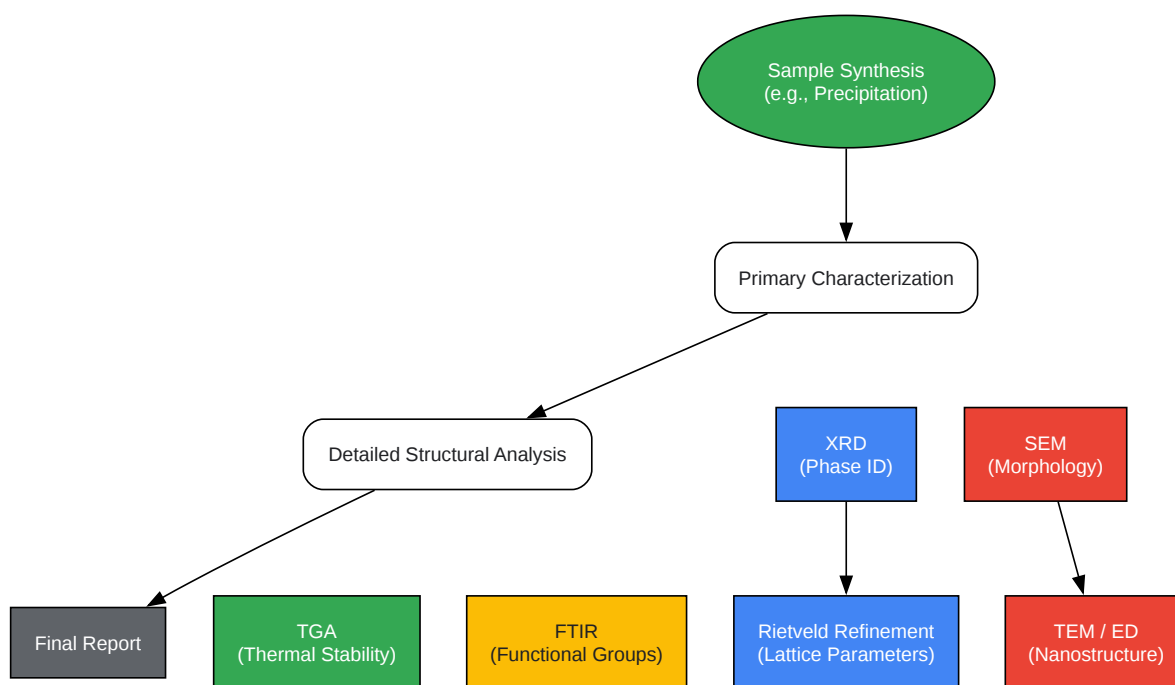 Sample Synthesis
(e.g., Precipitation)
Primary Characterization
Detailed Structural Analysis
XRD
(Phase ID)
SEM
(Morphology)
Final Report
TGA
(Thermal Stability)
FTIR
(Functional Groups)
Rietveld Refinement
(Lattice Parameters)
TEM / ED
(Nanostructure)